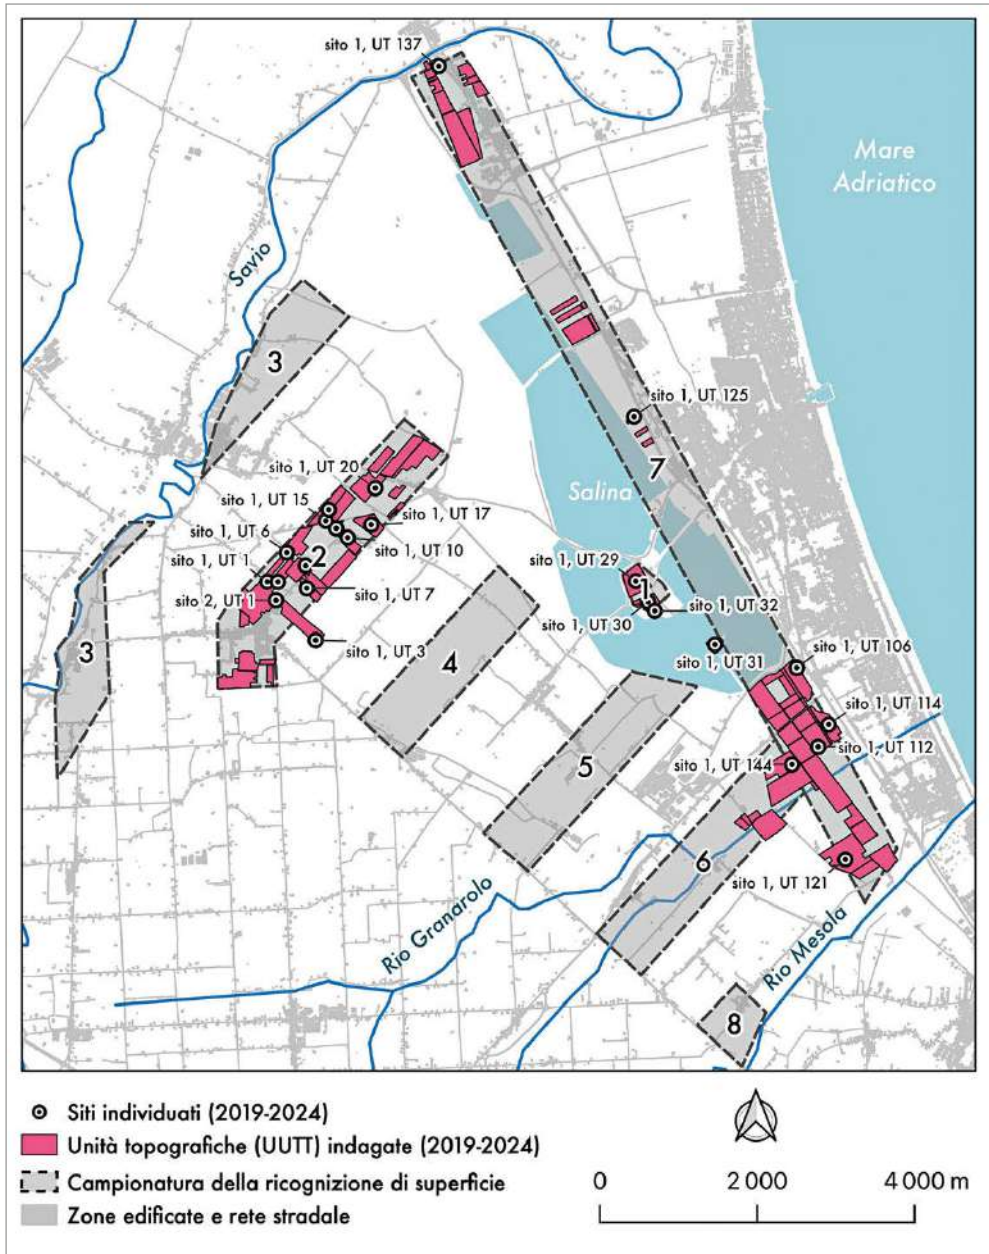 sito 1, UT 137
Mare
Adriatico
Savio
3
sito 1, UT 125
7
sito 1, UT 20
Salina
sito 1, UT 15
sito 1, UT 17
sito 1, UT 6
2
sito 1, UT 10
sito 1, UT 1
sito 1, UT 29
1
sito 2, UT 1
sito 1, UT 7
sito 1, UT 32
sito 1, UT 30
3
sito 1, UT 3
4
sito 1, UT 31
sito 1, UT 106
sito 1, UT 114
5
sito 1, UT 112
sito 1, UT 144
6
sito 1, UT 121
Rio Granarolo
Rio Mesola
8
Siti individuati (2019-2024)
Unità topografiche (UUTT) indagate (2019-2024)
Campionatura della ricognizione di superficie
Zone edificate e rete stradale
0 2 000 4 000 m